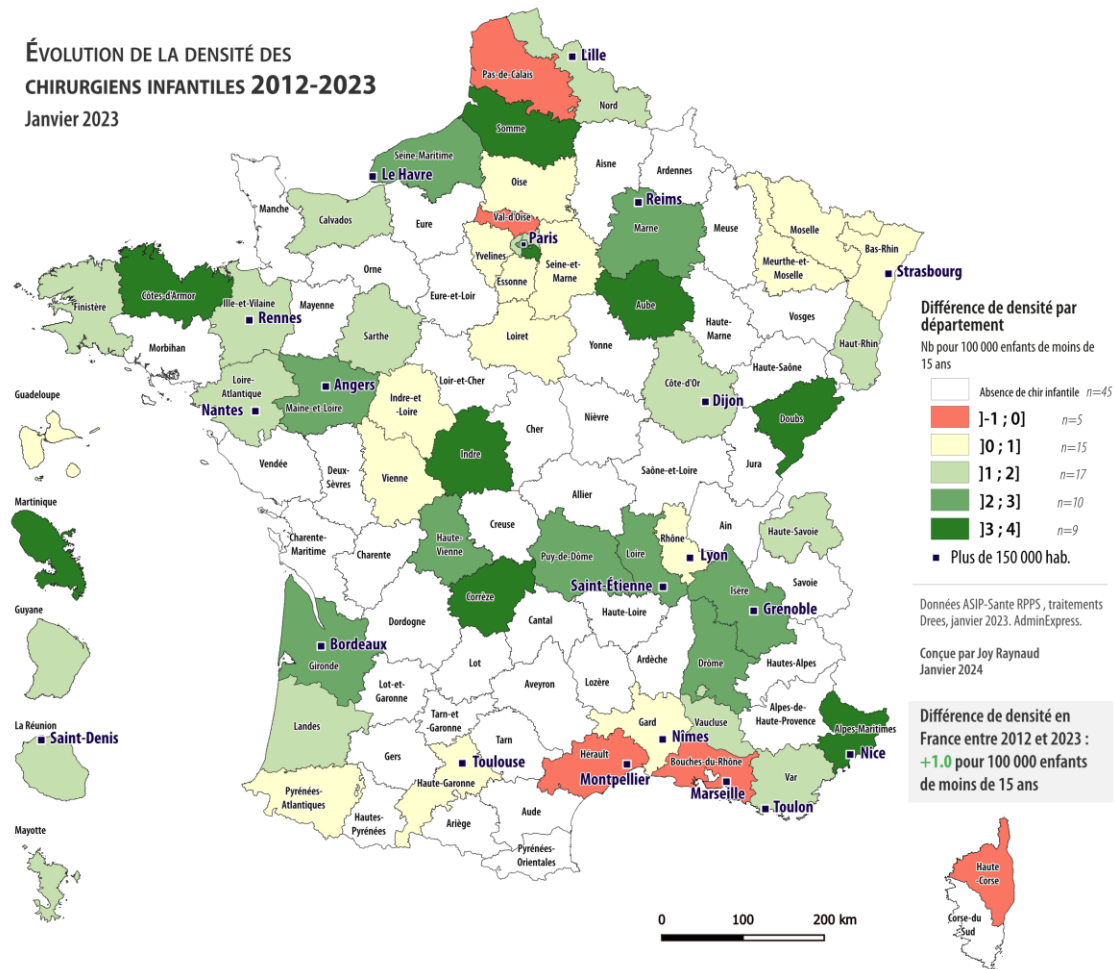 ÉVOLUTION DE LA DENSITÉ DES
CHIRURGIENS INFANTILES 2012-2023
Janvier 2023
Lille
Pas-de-Calais
Nord
Somme
Seine-Maritime
Le Havre
Aisne
Ardennes
Oise
Manche
Calvados
Eure
Val-d'Oise
Paris
Reims
Marne
Meuse
Moselle
Bas-Rhin
Meurthe-et-
Moselle
Strasbourg
Yvelines
Seine-et-
Marne
Essonne
Orne
Eure-et-Loir
Côtes-d'Armor
Finistère
Ille-et-Vilaine
Rennes
Mayenne
Morbihan
Sarthe
Loiret
Aube
Yonne
Haute-
Marne
Vosges
Haut-Rhin
Haute-Saône
Loire-
Atlantique
Nantes
Angers
Maine-et-Loire
Indre-et
-Loire
Loir-et-Cher
Cher
Nièvre
Côte-d'Or
Dijon
Doubs
Jura
Vendée
Deux-
Sèvres
Vienne
Indre
Saône-et-Loire
Allier
Creuse
Charente-
Maritime
Charente
Haute-
Vienne
Puy-de-Dôme
Loire
Rhône
Lyon
Ain
Haute-Savoie
Savoie
Saint-Étienne
Isère
Grenoble
Corrèze
Dordogne
Cantal
Haute-Loire
Ardèche
Drôme
Hautes-Alpes
Bordeaux
Gironde
Lot
Lot-et-
Garonne
Aveyron
Lozère
Alpes-de-
Haute-Provence
Alpes-Maritimes
Nice
Landes
Tarn-et
-Garonne
Tarn
Gers
Gard
Nîmes
Vaucluse
Hérault
Montpellier
Bouches-du-Rhône
Marseille
Var
Toulon
Toulouse
Haute-Garonne
Pyrénées-
Atlantiques
Hautes-
Pyrénées
Ariège
Aude
Pyrénées-
Orientales
Haute
-Corse
Corse-du
-Sud
Guadeloupe
Martinique
Guyane
La Réunion
Saint-Denis
Mayotte
Différence de densité par
département
Nb pour 100 000 enfants de moins de
15 ans
Absence de chir infantile n=45
]-1 ; 0] n=5
]0 ; 1] n=15
]1 ; 2] n=17
]2 ; 3] n=10
]3 ; 4] n=9
Plus de 150 000 hab.
Données ASIP-Sante RPPS , traitements
Drees, janvier 2023. AdminExpress.
Conçue par Joy Raynaud
Janvier 2024
Différence de densité en
France entre 2012 et 2023 :
+1.0 pour 100 000 enfants
de moins de 15 ans
0 100 200 km